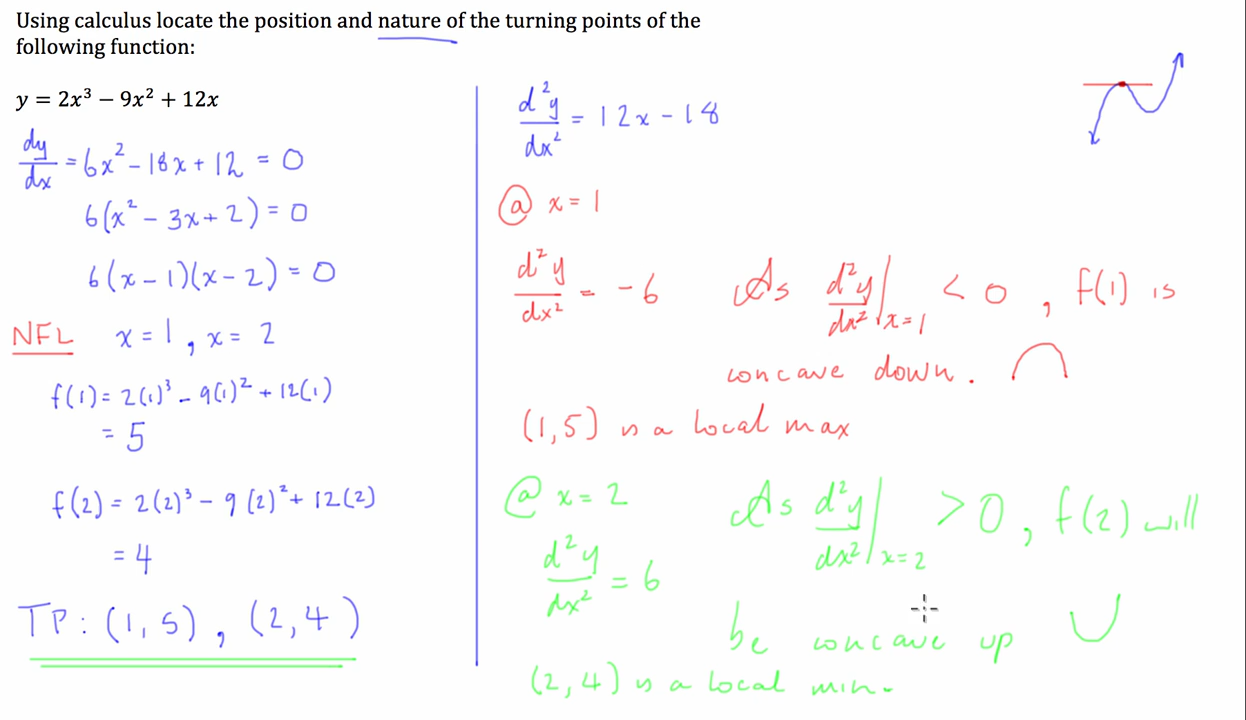 Using calculus locate the position and nature of the turning points of the
following function:
y = 2x³ − 9x² + 12x
dy/dx = 6x² − 18x + 12 = 0
6(x² − 3x + 2) = 0
6(x − 1)(x − 2) = 0
NFL x = 1, x = 2
f(1) = 2(1)³ − 9(1)² + 12(1)
= 5
f(2) = 2(2)³ − 9(2)² + 12(2)
= 4
TP: (1, 5), (2, 4)
d²y/dx² = 12x − 18
@ x = 1
d²y/dx² = −6 As d²y/dx²|x=1 < 0, f(1) is
concave down.
(1, 5) is a local max
@ x = 2 As d²y/dx²|x=2 > 0, f(2) will
d²y/dx² = 6
be concave up
(2, 4) is a local min.